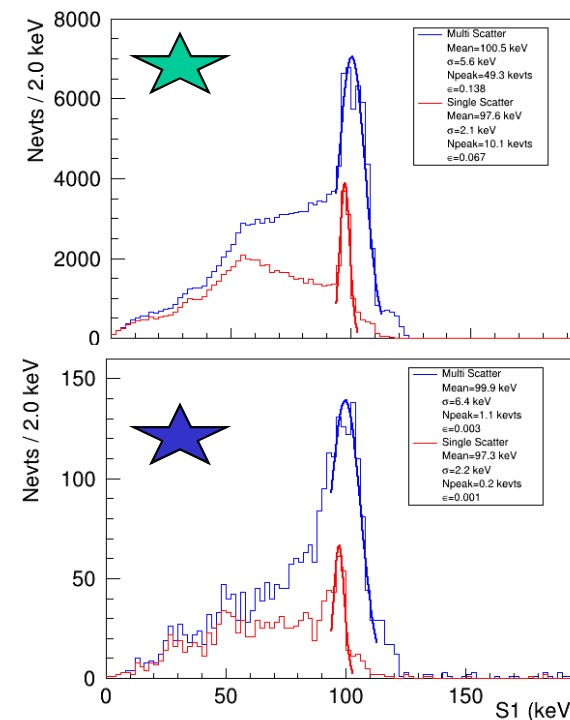 Nevts / 2.0 keV
8000
6000
4000
2000
0
Multi Scatter
Mean=100.5 keV
σ=5.6 keV
Npeak=49.3 kevts
ϵ=0.138
Single Scatter
Mean=97.6 keV
σ=2.1 keV
Npeak=10.1 kevts
ϵ=0.067
Nevts / 2.0 keV
150
100
50
0
Multi Scatter
Mean=99.9 keV
σ=6.4 keV
Npeak=1.1 kevts
ϵ=0.003
Single Scatter
Mean=97.3 keV
σ=2.2 keV
Npeak=0.2 kevts
ϵ=0.001
0
50
100
150
S1 (keV